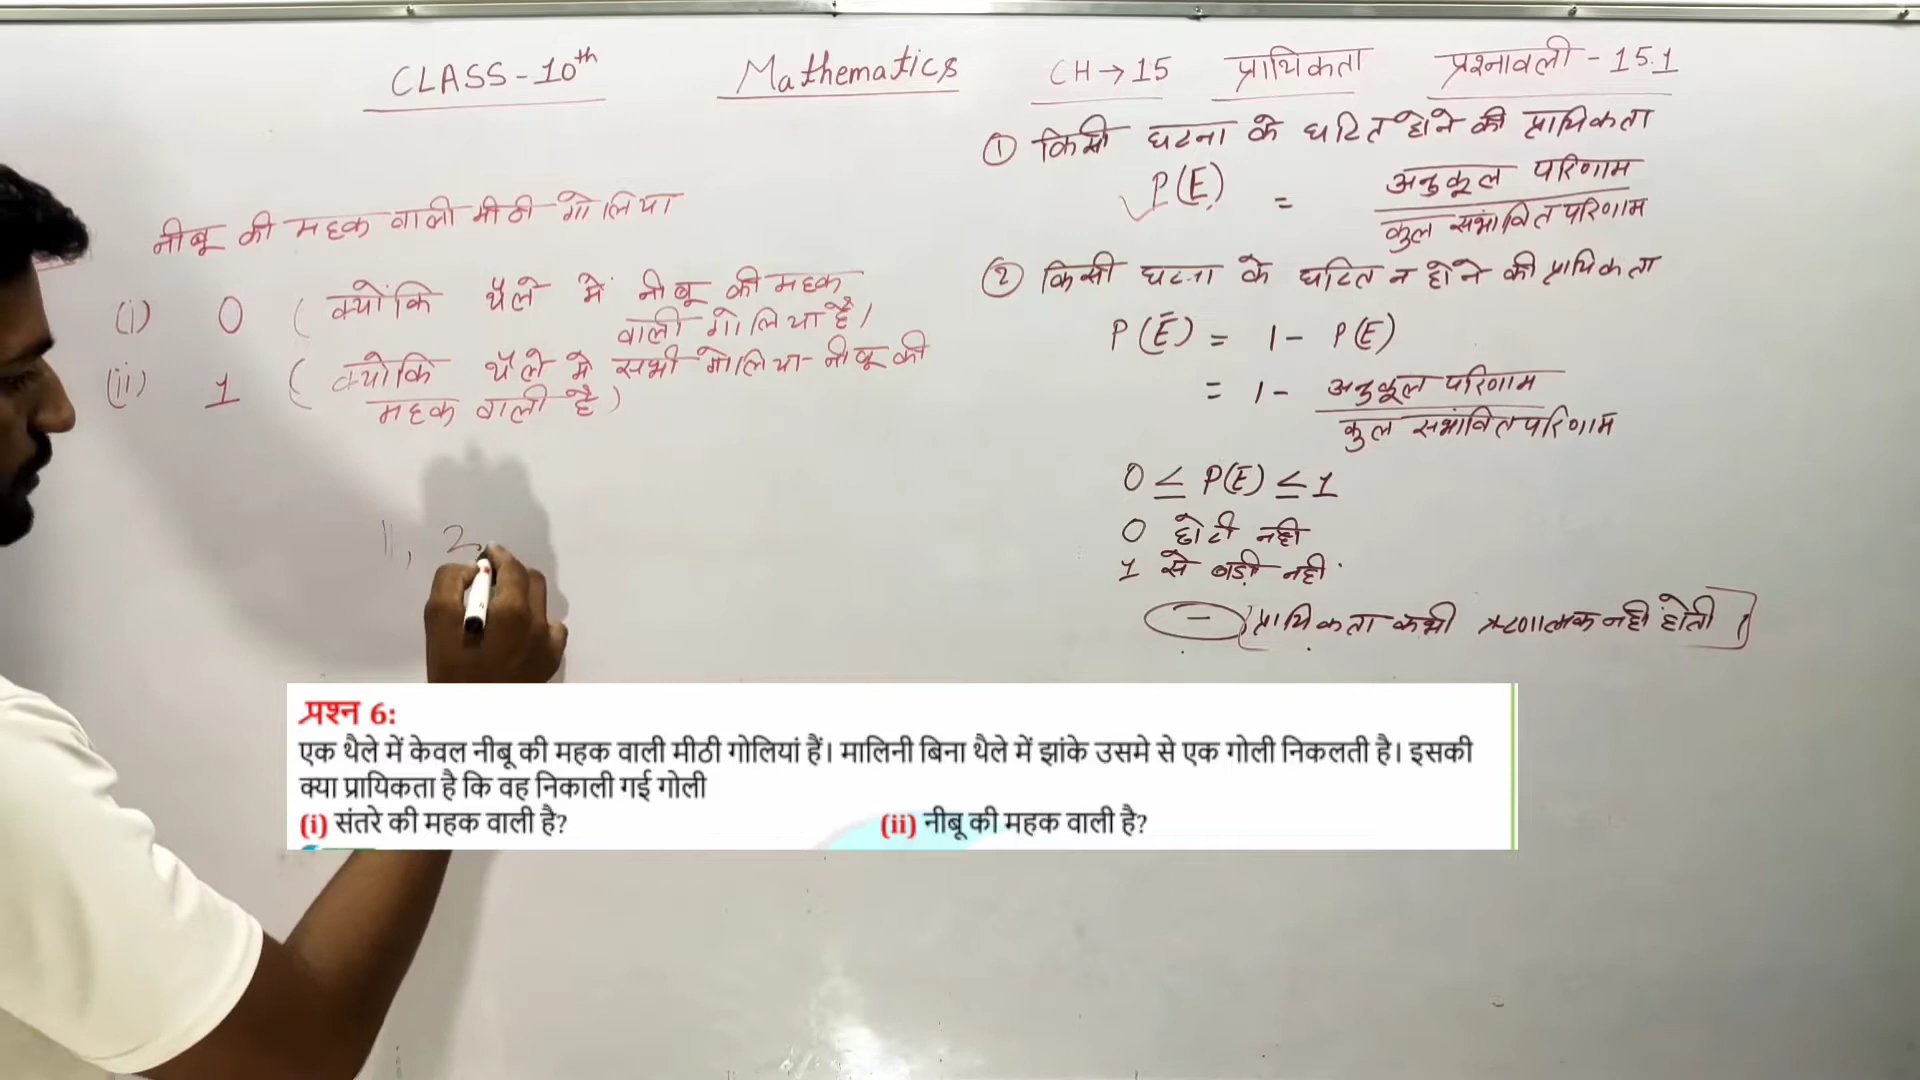 CLASS-10th Mathematics CH→15 प्रायिकता प्रश्नावली-15.1
नीबू की महक वाली मीठी गोलिया
(i) 0 ( क्योंकि थैले में नीबू की महक
वाली गोलिया है)
(ii) 1 ( क्योकि थैले मे सभी गोलिया नीबू की
महक वाली है)
11, 2
① किसी घटना के घटित होने की प्रायिकता
P(E) = अनुकूल परिणाम
कुल संभावित परिणाम
② किसी घटना के घटित न होने की प्रायिकता
P(Ē) = 1 - P(E)
= 1 - अनुकूल परिणाम
कुल संभावित परिणाम
0 ≤ P(E) ≤ 1
0 छोटी नही
1 से बड़ी नही
- प्रायिकता कभी ऋणात्मक नही होती।
प्रश्न 6:
एक थैले में केवल नीबू की महक वाली मीठी गोलियां हैं। मालिनी बिना थैले में झांके उसमे से एक गोली निकलती है। इसकी
क्या प्रायिकता है कि वह निकाली गई गोली
(i) संतरे की महक वाली है? (ii) नीबू की महक वाली है?